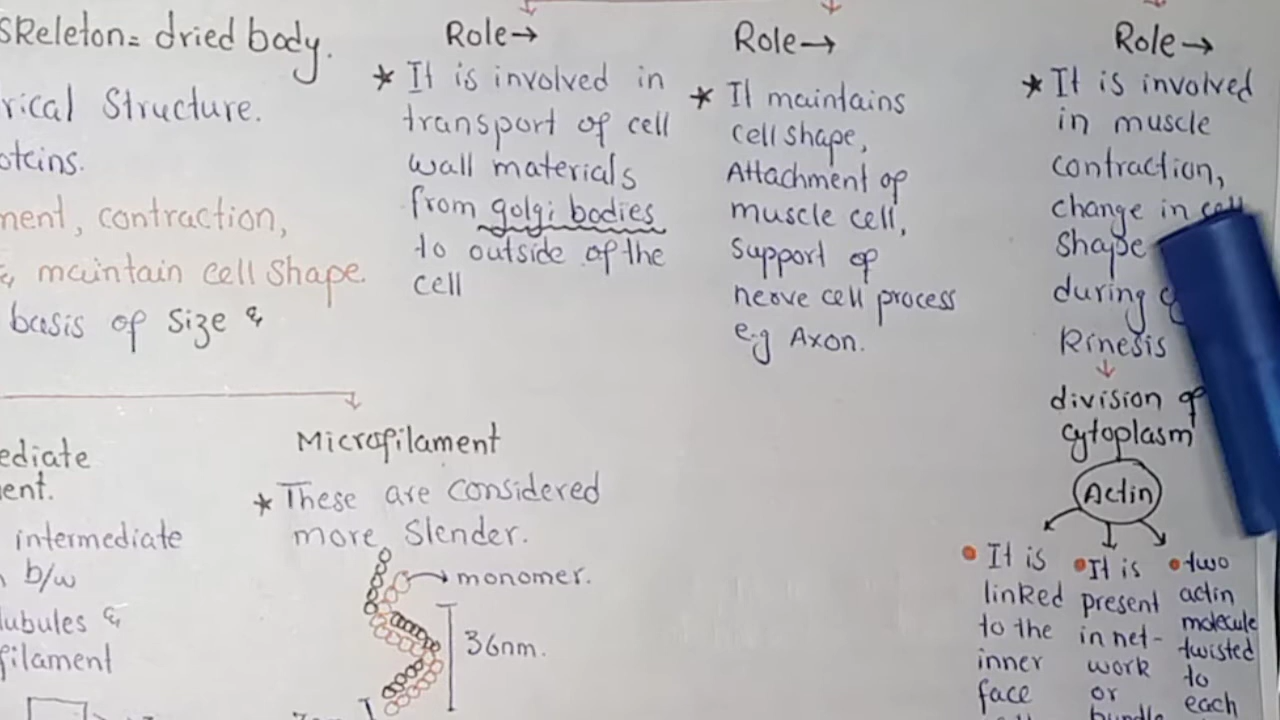 skeleton= dried body.
rical Structure.
oteins.
ment, contraction,
& maintain cell shape.
basis of size &
Role→
* It is involved in
transport of cell
wall materials
from golgi bodies
to outside of the
cell
Role→
* It maintains
cell shape,
Attachment of
muscle cell,
support of
nerve cell process
e.g Axon.
Role→
* It is involved
in muscle
contraction,
change in cell
shape
during
Kinesis
division of
cytoplasm
Actin
• It is
linked
to the
inner
face
• It is
present
in net-
work
or
bundle
• two
actin
molecule
twisted
to
each
ediate
ent.
intermediate
b/w
tubules &
filament
Microfilament
* These are considered
more slender.
monomer.
36nm.